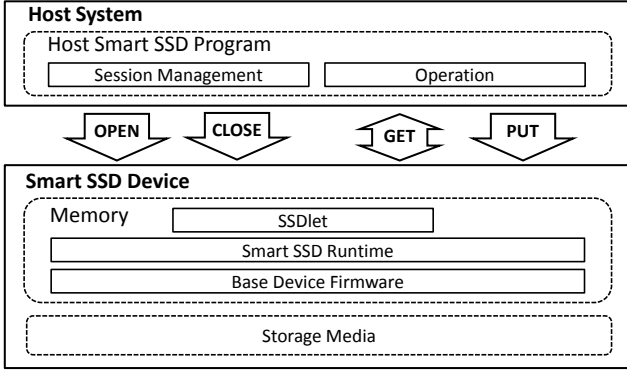 Host System
Host Smart SSD Program
Session Management Operation
OPEN CLOSE GET PUT
Smart SSD Device
Memory SSDlet
Smart SSD Runtime
Base Device Firmware
Storage Media